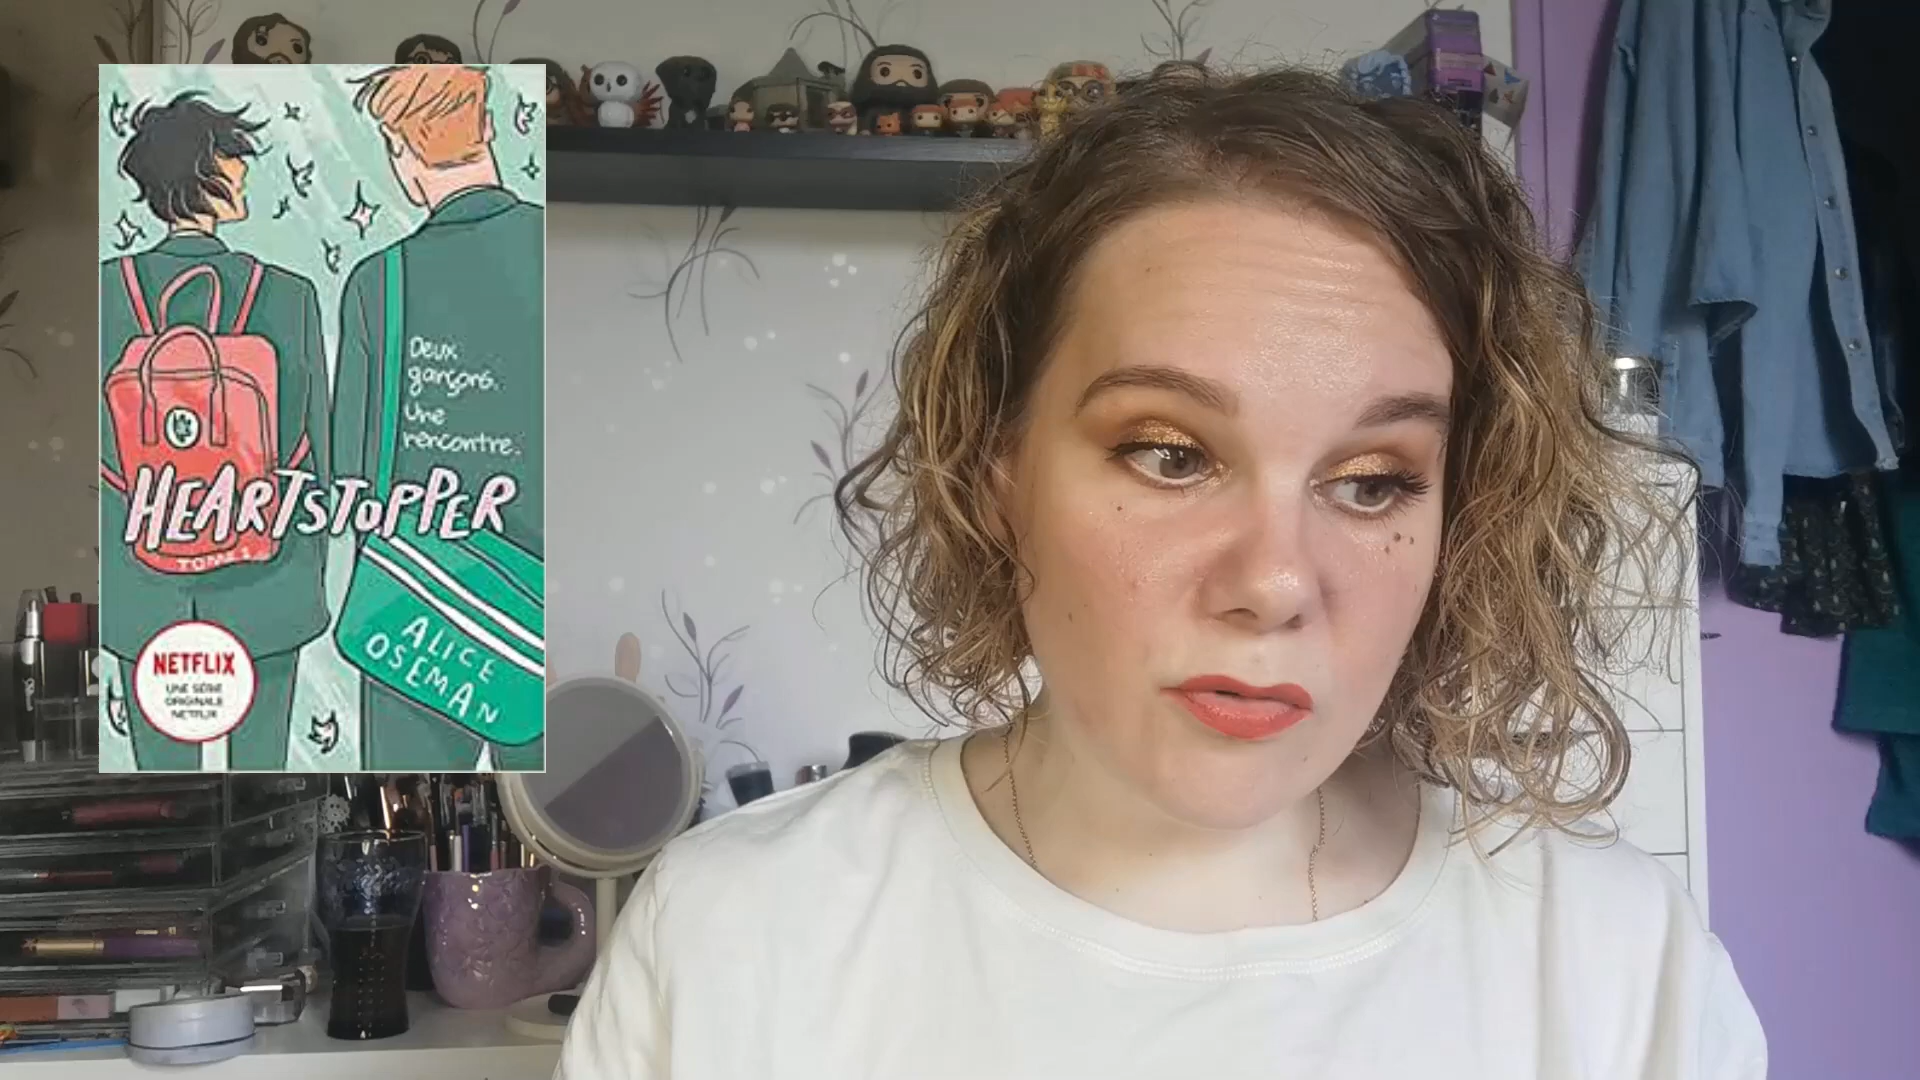 Deux
garçons.
Une
rencontre.
HEARTSTOPPER
TOME 1
ALICE
OSEMAN
NETFLIX
UNE SÉRIE
ORIGINALE
NETFLIX